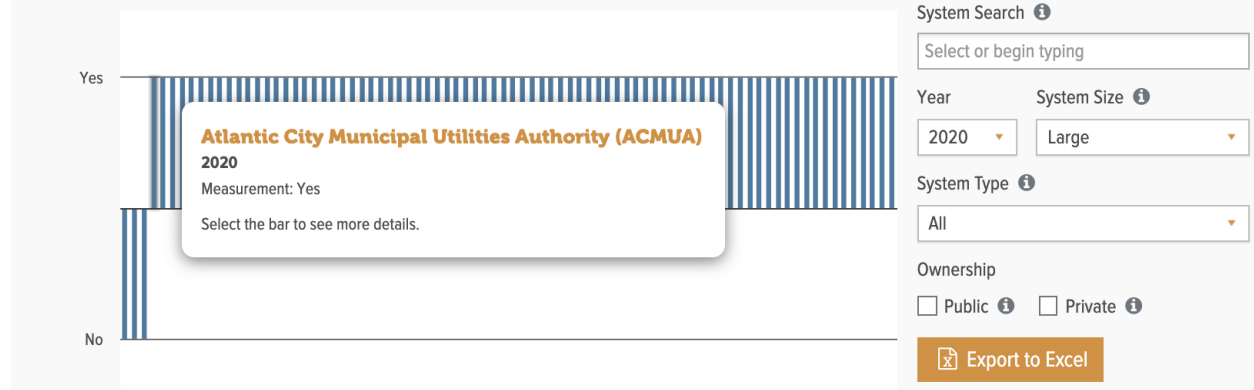 System Search
Select or begin typing
Yes
Year
System Size
2020
Large
Atlantic City Municipal Utilities Authority (ACMUA)
2020
Measurement: Yes
Select the bar to see more details.
System Type
All
Ownership
Public
Private
No
Export to Excel